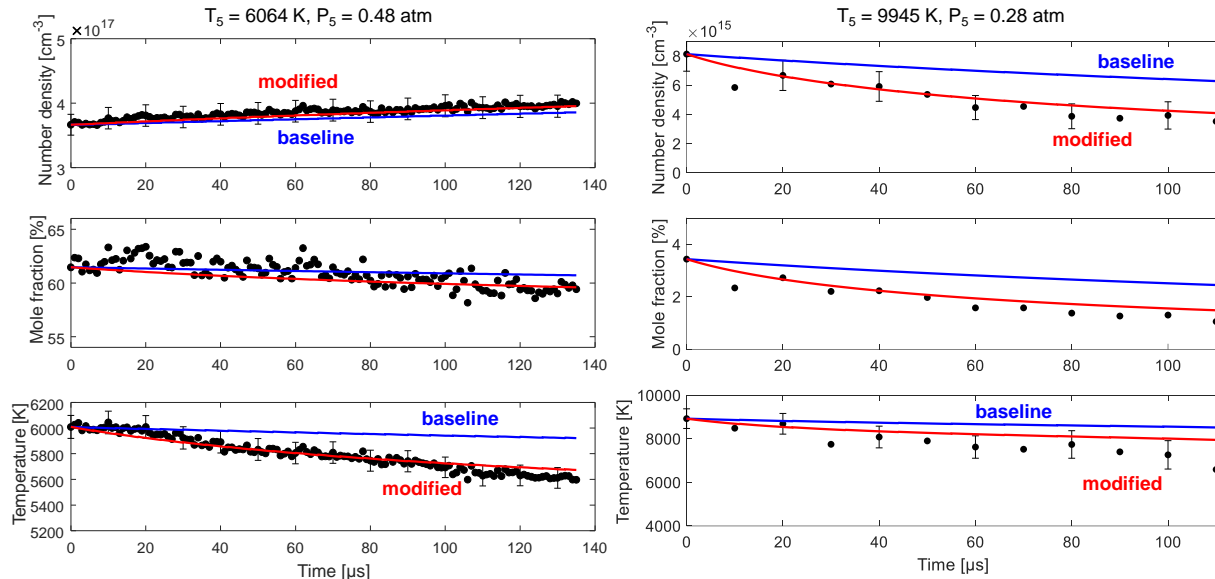 T5 = 6064 K, P5 = 0.48 atm
×10^17
Number density [cm-3]
5
4
3
modified
baseline
0 20 40 60 80 100 120 140
Mole fraction [%]
65
60
55
0 20 40 60 80 100 120 140
Temperature [K]
6200
6000
5800
5600
5400
5200
baseline
modified
0 20 40 60 80 100 120 140
Time [µs]
T5 = 9945 K, P5 = 0.28 atm
×10^15
Number density [cm-3]
8
6
4
2
0
baseline
modified
0 20 40 60 80 100
Mole fraction [%]
4
2
0
0 20 40 60 80 100
Temperature [K]
10000
8000
6000
4000
baseline
modified
0 20 40 60 80 100
Time [µs]